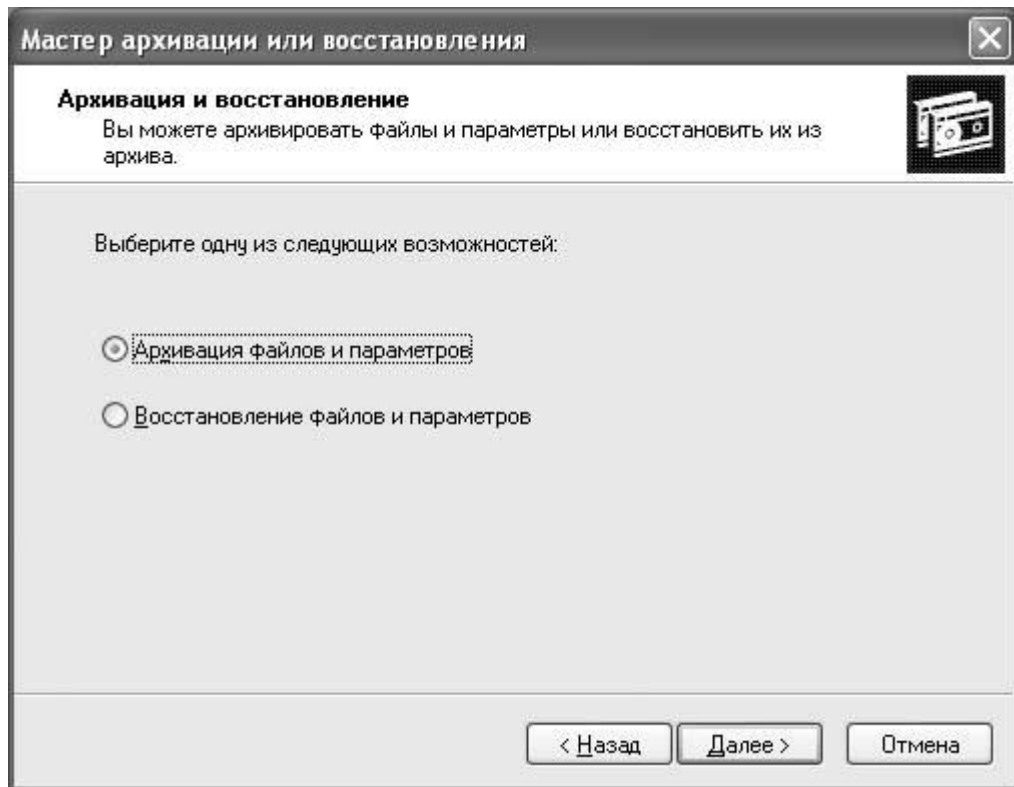 Мастер архивации или восстановления
Архивация и восстановление
Вы можете архивировать файлы и параметры или восстановить их из
архива.
Выберите одну из следующих возможностей:
Архивация файлов и параметров
Восстановление файлов и параметров
< Назад Далее > Отмена